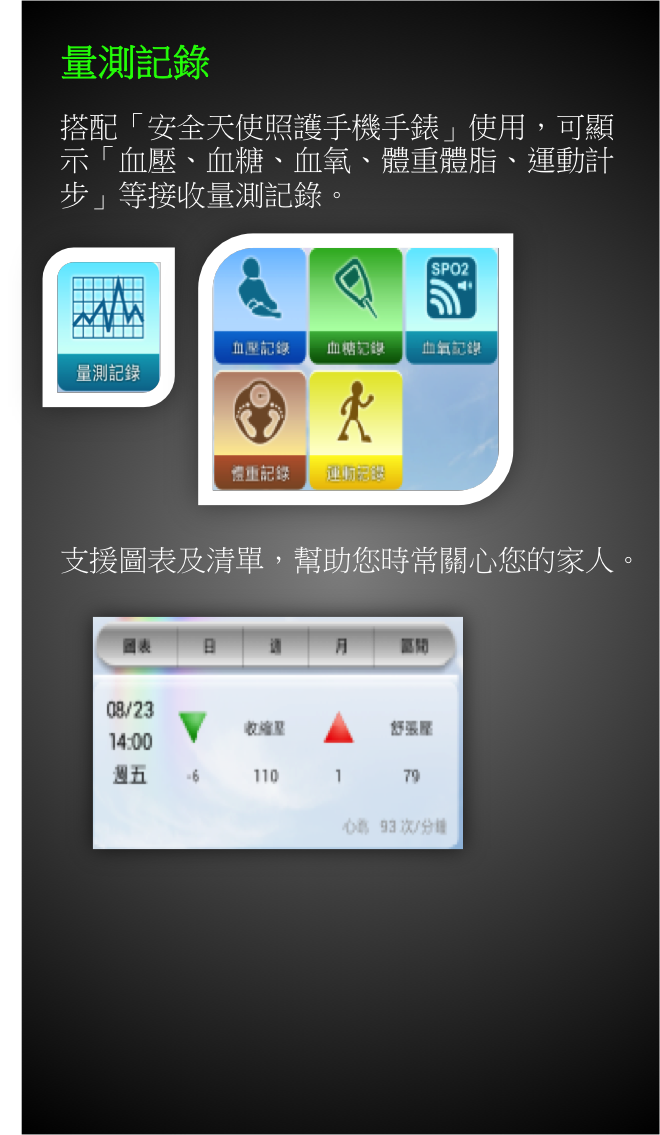 量測記錄
搭配「安全天使照護手機手錶」使用，可顯
示「血壓、血糖、血氧、體重體脂、運動計
步」等接收量測記錄。
量測記錄
SPO2
血壓記錄
血糖記錄
血氧記錄
體重記錄
運動記錄
支援圖表及清單，幫助您時常關心您的家人。
圖表 日 週 月 區間
08/23
14:00
週五
收縮壓 舒張壓
-6 110 1 79
心跳 93 次/分鐘